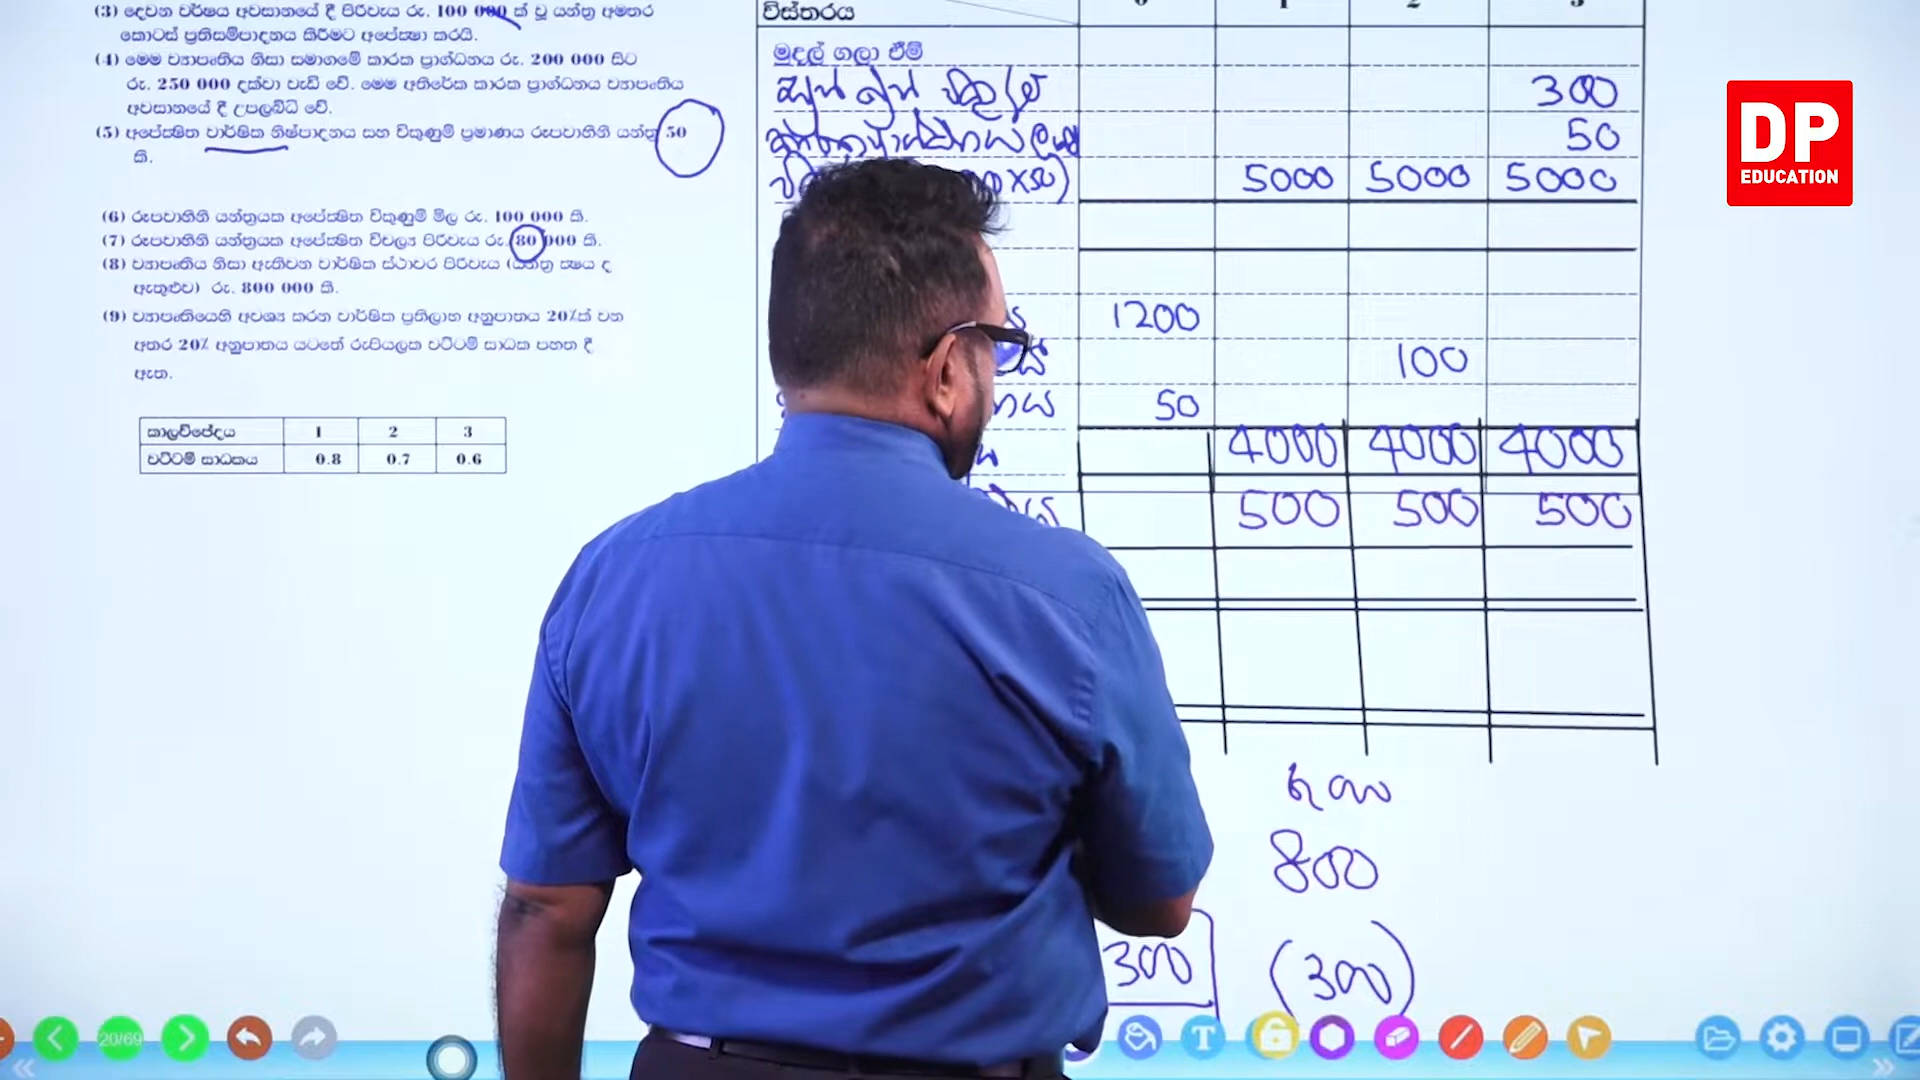 (3) දෙවන වර්ෂය අවසානයේ දී පිරිවැය රු. 100 000 ක් වූ යන්ත්‍ර අමතර
කොටස් ප්‍රතිසම්පාදනය කිරීමට අපේක්ෂා කරයි.
(4) මෙම ව්‍යාපෘතිය නිසා සමාගමේ කාරක ප්‍රාග්ධනය රු. 200 000 සිට
රු. 250 000 දක්වා වැඩි වේ. මෙම අතිරේක කාරක ප්‍රාග්ධනය ව්‍යාපෘතිය
අවසානයේ දී උපලබ්ධි වේ.
(5) අපේක්ෂිත වාර්ෂික නිෂ්පාදනය සහ විකුණුම් ප්‍රමාණය රූපවාහිනි යන්ත්‍ර 50
කි.
(6) රූපවාහිනි යන්ත්‍රයක අපේක්ෂිත විකුණුම් මිල රු. 100 000 කි.
(7) රූපවාහිනි යන්ත්‍රයක අපේක්ෂිත විචල්‍ය පිරිවැය රු. 80 000 කි.
(8) ව්‍යාපෘතිය නිසා ඇතිවන වාර්ෂික ස්ථාවර පිරිවැය (යන්ත්‍ර ක්ෂය ද
ඇතුළුව) රු. 800 000 කි.
(9) ව්‍යාපෘතියෙහි අවශ්‍ය කරන වාර්ෂික ප්‍රතිලාභ අනුපාතය 20%ක් වන
අතර 20% අනුපාතය යටතේ රුපියලක වට්ටම් සාධක පහත දී
ඇත.
කාලච්ඡේදය 1 2 3
වට්ටම් සාධකය 0.8 0.7 0.6
විස්තරය
මුදල් ගලා ඒම්
300
50
5000 5000 5000
1200
100
50
4000 4000 4000
500 500 500
800
300 (300)
DP
EDUCATION
20/69
T